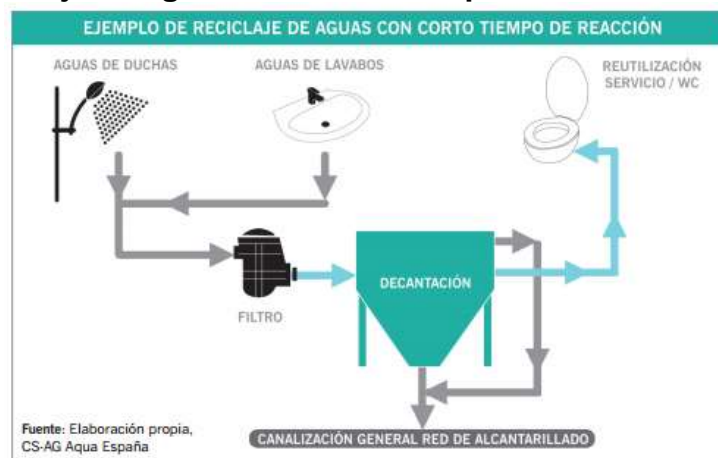 EJEMPLO DE RECICLAJE DE AGUAS CON CORTO TIEMPO DE REACCIÓN
AGUAS DE DUCHAS
AGUAS DE LAVABOS
REUTILIZACIÓN
SERVICIO / WC
FILTRO
DECANTACIÓN
Fuente: Elaboración propia,
CS-AG Aqua España
CANALIZACIÓN GENERAL RED DE ALCANTARILLADO